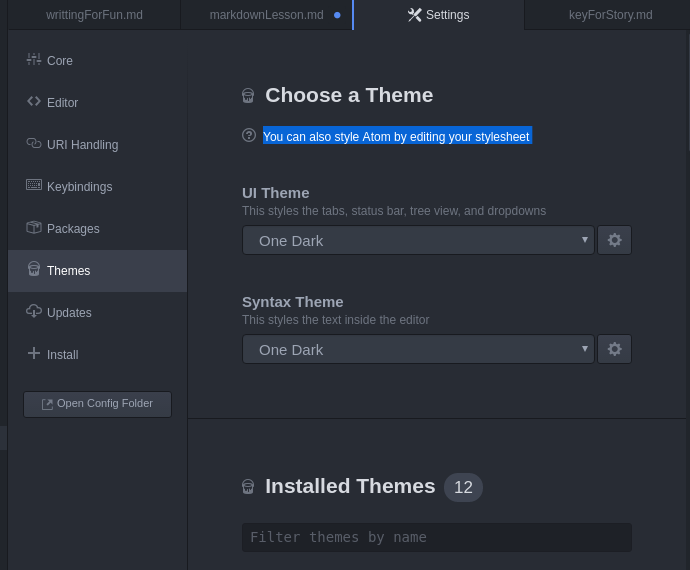 writtingForFun.md
markdownLesson.md
Settings
keyForStory.md
Core
Editor
URI Handling
Keybindings
Packages
Themes
Updates
Install
Open Config Folder
Choose a Theme
You can also style Atom by editing your stylesheet
UI Theme
This styles the tabs, status bar, tree view, and dropdowns
One Dark
Syntax Theme
This styles the text inside the editor
One Dark
Installed Themes 12
Filter themes by name